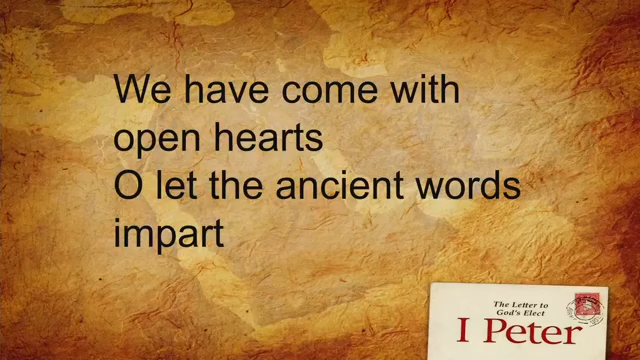 We have come with
open hearts
O let the ancient words
impart
The Letter to
God's Elect
I Peter